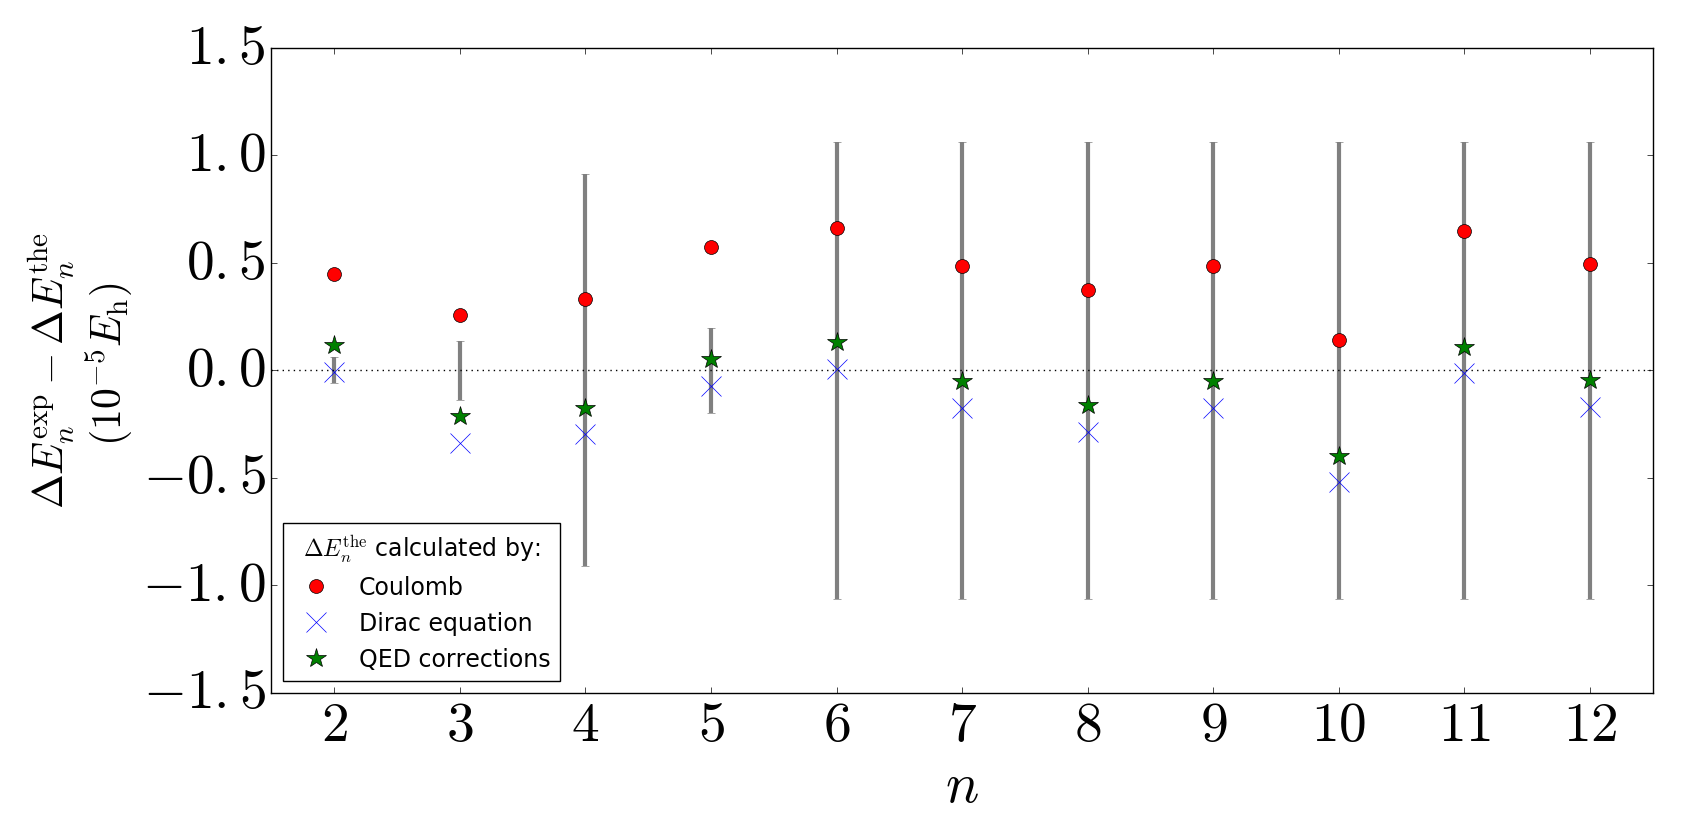 1.5
1.0
0.5
0.0
−0.5
−1.0
−1.5
ΔE_n^exp − ΔE_n^the
(10^−5 E_h)
ΔE_n^the calculated by:
Coulomb
Dirac equation
QED corrections
2 3 4 5 6 7 8 9 10 11 12
n